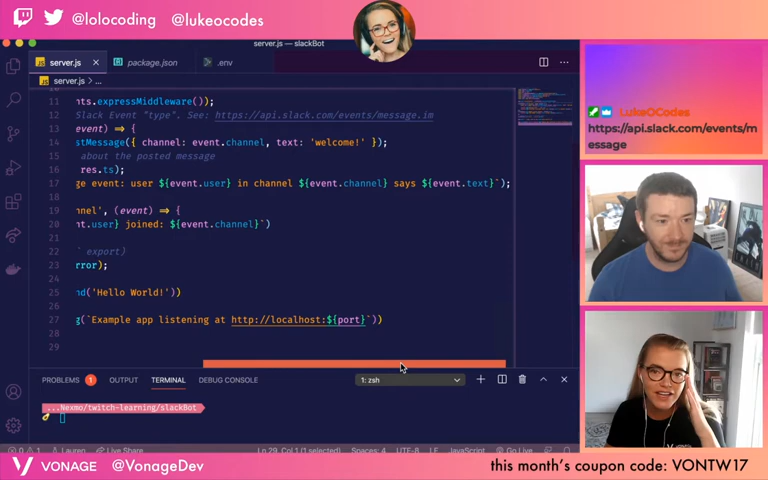 @lolocoding @lukeocodes
server.js — slackBot
server.js × package.json .env
server.js > ...
11 nts.expressMiddleware());
12 Slack Event "type". See: https://api.slack.com/events/message.im
13 (event) => {
14 stMessage({ channel: event.channel, text: 'welcome!' });
15 about the posted message
16 res.ts);
17 ge event: user ${event.user} in channel ${event.channel} says ${event.text}`);
18
19 nnel', (event) => {
20 nt.user} joined: ${event.channel}`)
21
22 ` export)
23 rror);
24
25 nd('Hello World!'))
26
27 g(`Example app listening at http://localhost:${port}`))
28
29
PROBLEMS 1 OUTPUT TERMINAL DEBUG CONSOLE 1: zsh
...Nexmo/twitch-learning/slackBot
0 1 Lauren Live Share Ln 29, Col 1 (1 selected) Spaces: 4 UTF-8 LF JavaScript Go Live
LukeOCodes
https://api.slack.com/events/m
essage
VONAGE @VonageDev this month's coupon code: VONTW17